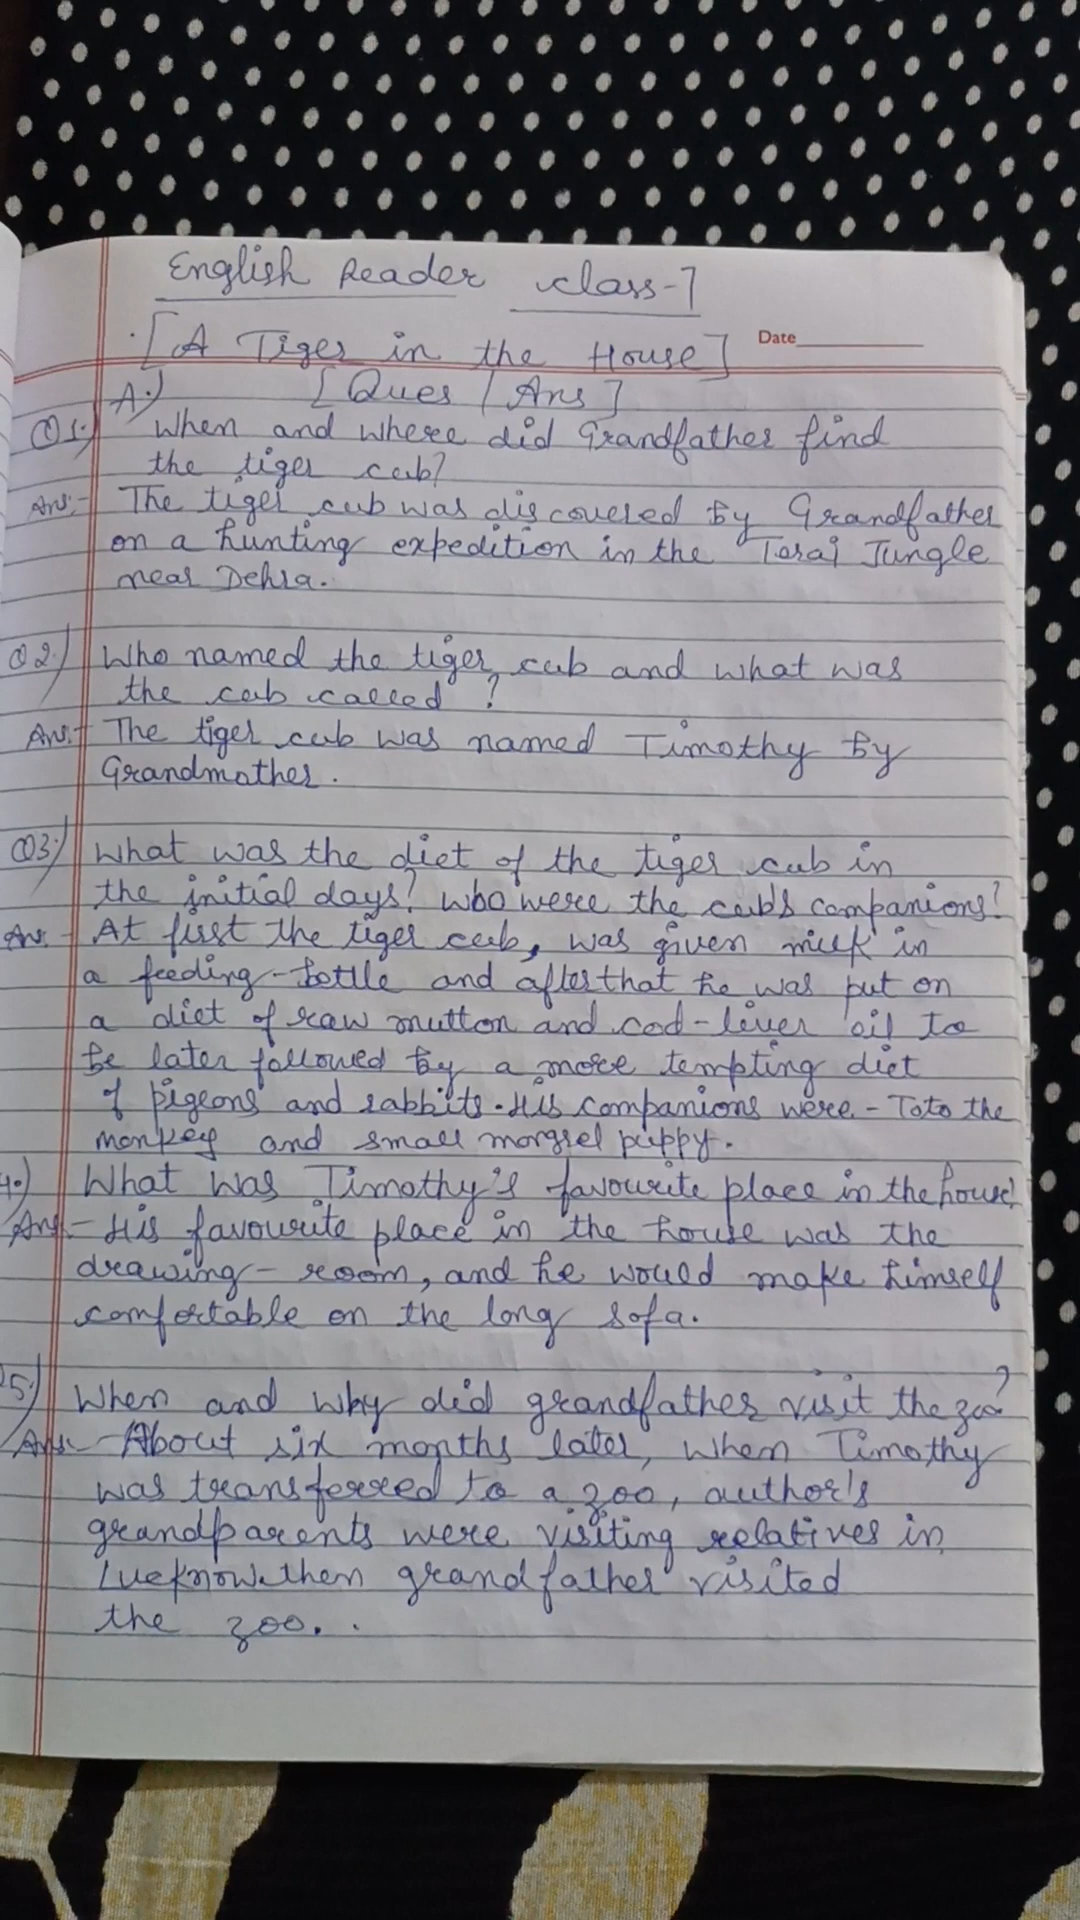 English Reader class-7
[A Tiger in the House]
Date
A.) [Ques / Ans]
Q1.) When and where did Grandfather find
the tiger cub?
Ans:- The tiger cub was discovered by Grandfather
on a hunting expedition in the Terai Jungle
near Dehra.
Q2.) Who named the tiger cub and what was
the cub called?
Ans:- The tiger cub was named Timothy by
Grandmother.
Q3.) What was the diet of the tiger cub in
the initial days? Who were the cub's companions?
Ans.- At first the tiger cub, was given milk in
a feeding-bottle and after that he was put on
a diet of raw mutton and cod-liver oil to
be later followed by a more tempting diet
of pigeons and rabbits. His companions were - Toto the
monkey and small mongrel puppy.
4.) What was Timothy's favourite place in the house?
Ans- His favourite place in the house was the
drawing-room, and he would make himself
comfortable on the long sofa.
5.) When and why did grandfather visit the zoo?
Ans.- About six months later, when Timothy
was transferred to a zoo, author's
grandparents were visiting relatives in
Lucknow. then grandfather visited
the zoo.